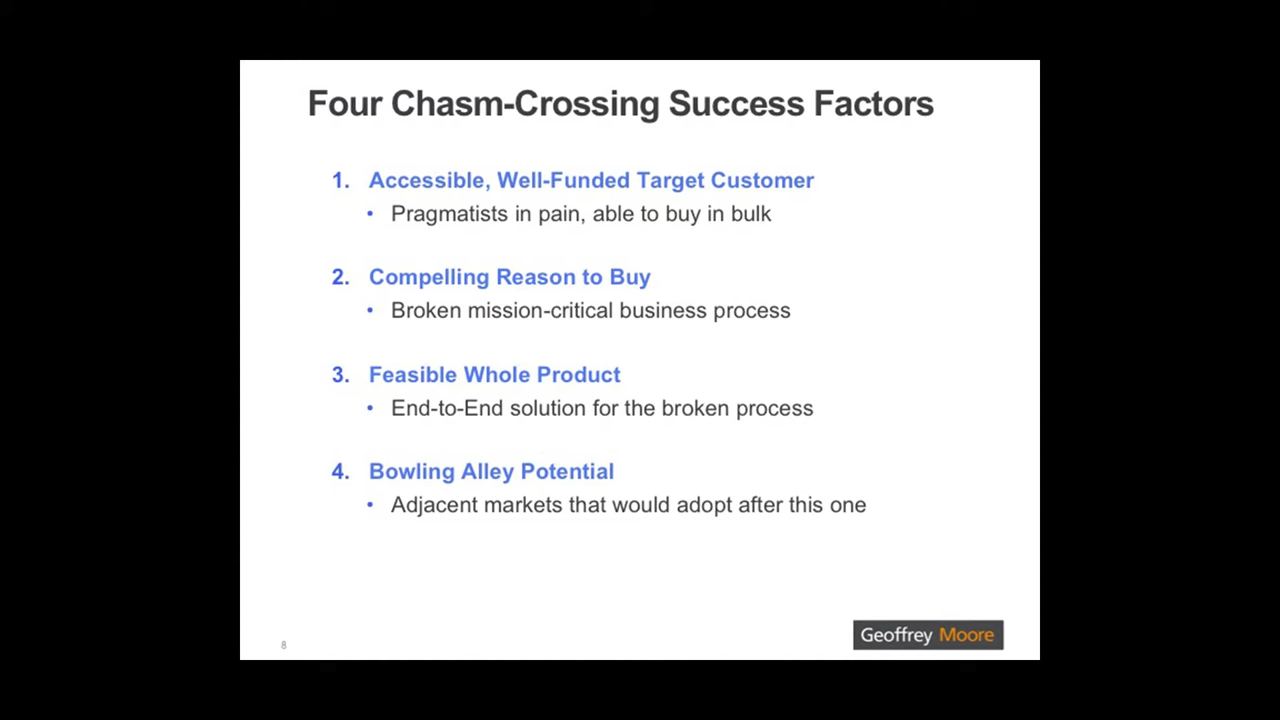 Four Chasm-Crossing Success Factors
1. Accessible, Well-Funded Target Customer
• Pragmatists in pain, able to buy in bulk
2. Compelling Reason to Buy
• Broken mission-critical business process
3. Feasible Whole Product
• End-to-End solution for the broken process
4. Bowling Alley Potential
• Adjacent markets that would adopt after this one
8
Geoffrey Moore